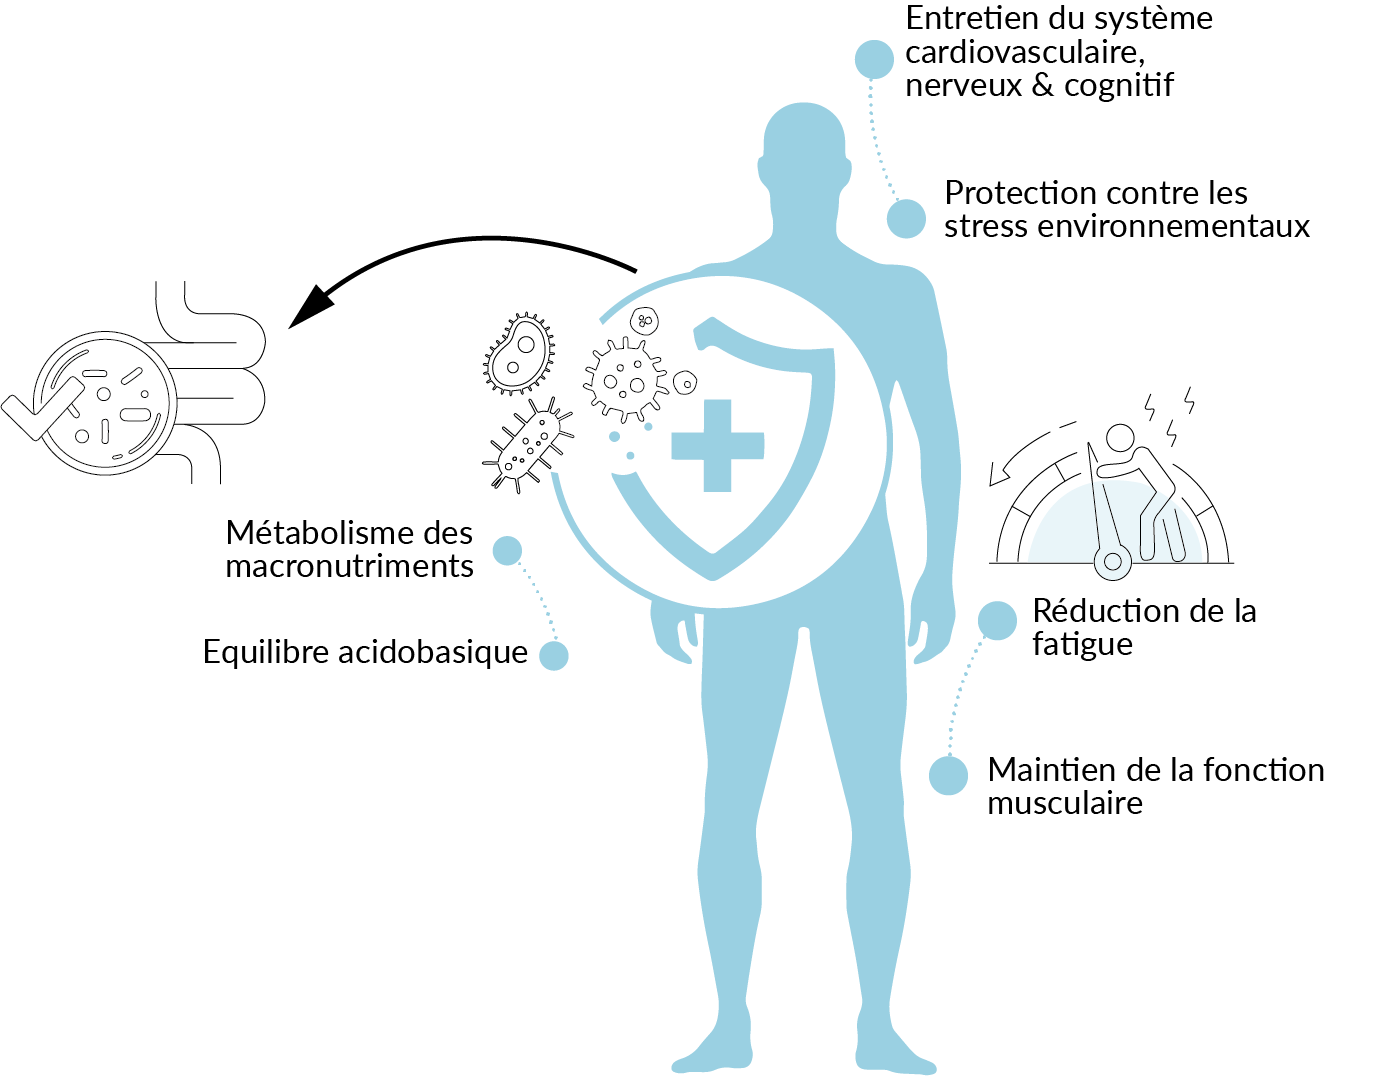 Entretien du système
cardiovasculaire,
nerveux & cognitif
Protection contre les
stress environnementaux
Métabolisme des
macronutriments
Equilibre acidobasique
Réduction de la
fatigue
Maintien de la fonction
musculaire